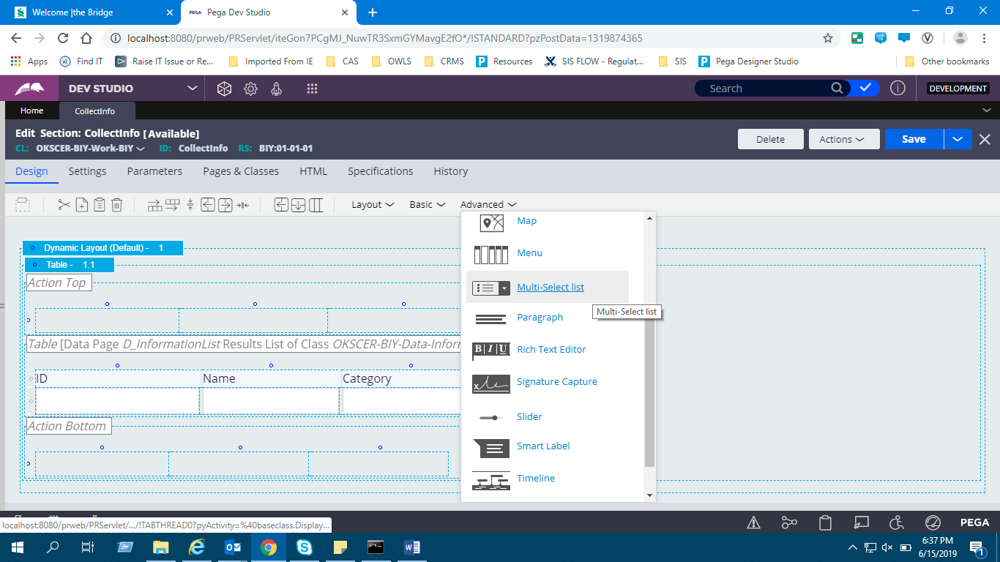 Welcome |the Bridge
PEGA Pega Dev Studio
localhost:8080/prweb/PRServlet/iteGon7PCgMJ_NuwTR3SxmGYMavgE2fO*/!STANDARD?pzPostData=1319874365
Apps Find IT Raise IT Issue or Re... Imported From IE CAS OWLS CRMS Resources SIS FLOW - Regulat... SIS Pega Designer Studio Other bookmarks
DEV STUDIO Search DEVELOPMENT
Home CollectInfo
Edit Section: CollectInfo [Available]
CL: OKSCER-BIY-Work-BIY ID: CollectInfo RS: BIY:01-01-01
Delete Actions Save
Design Settings Parameters Pages & Classes HTML Specifications History
Layout Basic Advanced
Map
Menu
Multi-Select list
Multi-Select list
Paragraph
Rich Text Editor
Signature Capture
Slider
Smart Label
Timeline
Dynamic Layout (Default) - 1
Table - 1.1
Action Top
Table [Data Page D_InformationList Results List of Class OKSCER-BIY-Data-Infor
ID Name Category
Action Bottom
localhost:8080/prweb/PRServlet/.../!TABTHREAD0?pyActivity=%40baseclass.Display...
PEGA
6:37 PM
6/15/2019
1